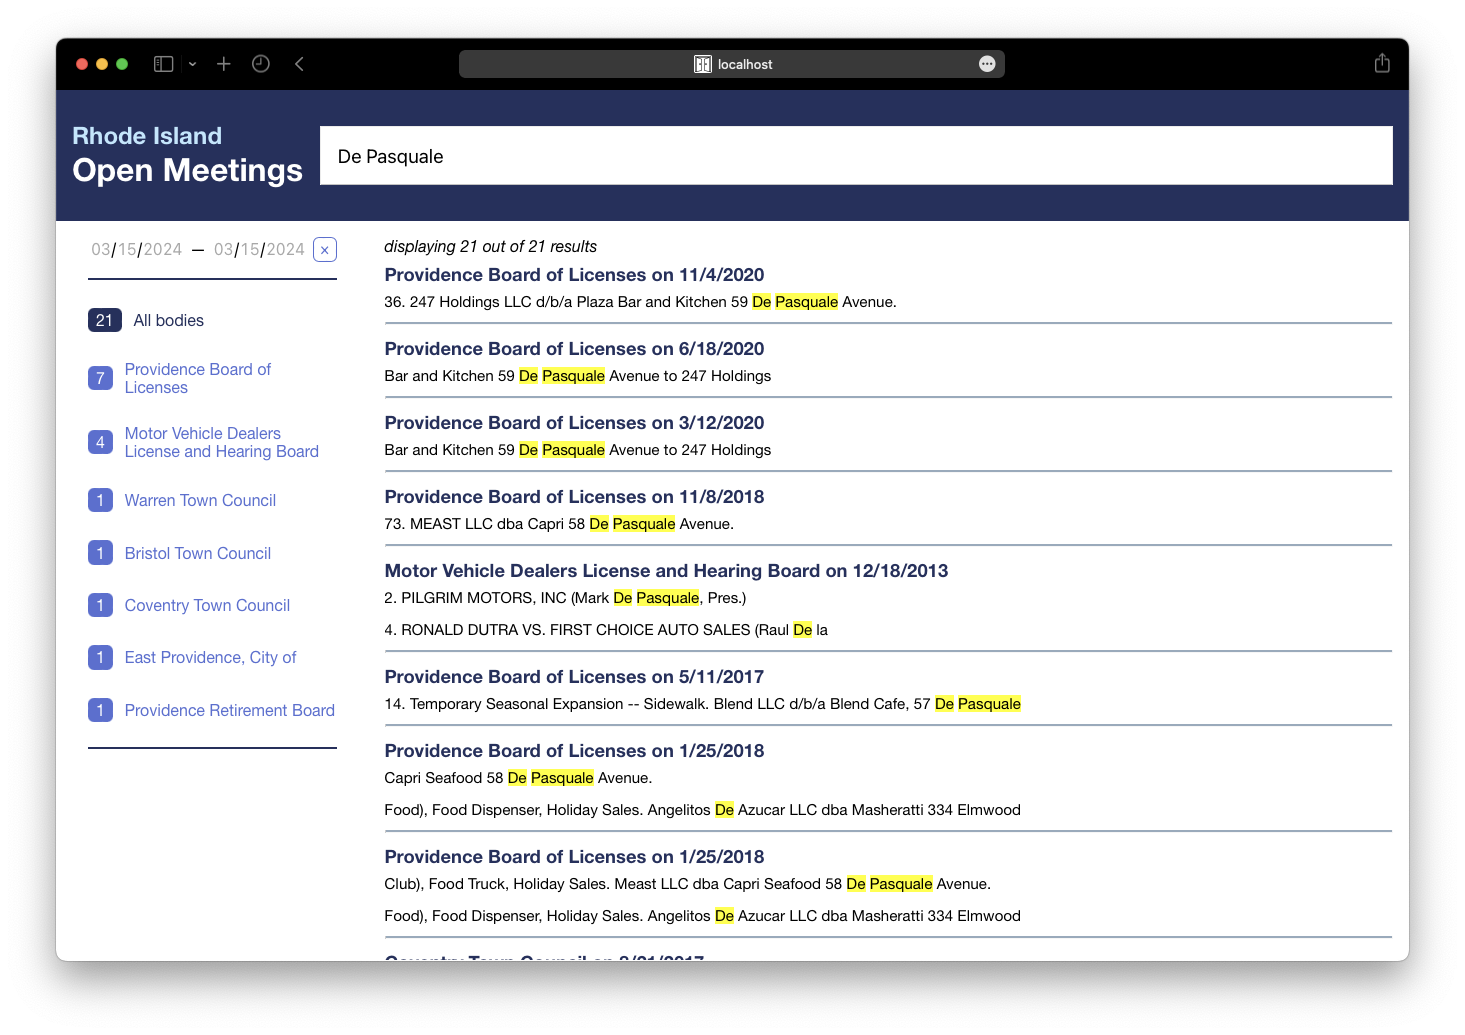 localhost
Rhode Island
Open Meetings
De Pasquale
03/15/2024 — 03/15/2024 ×
21 All bodies
7 Providence Board of
Licenses
4 Motor Vehicle Dealers
License and Hearing Board
1 Warren Town Council
1 Bristol Town Council
1 Coventry Town Council
1 East Providence, City of
1 Providence Retirement Board
displaying 21 out of 21 results
Providence Board of Licenses on 11/4/2020
36. 247 Holdings LLC d/b/a Plaza Bar and Kitchen 59 De Pasquale Avenue.
Providence Board of Licenses on 6/18/2020
Bar and Kitchen 59 De Pasquale Avenue to 247 Holdings
Providence Board of Licenses on 3/12/2020
Bar and Kitchen 59 De Pasquale Avenue to 247 Holdings
Providence Board of Licenses on 11/8/2018
73. MEAST LLC dba Capri 58 De Pasquale Avenue.
Motor Vehicle Dealers License and Hearing Board on 12/18/2013
2. PILGRIM MOTORS, INC (Mark De Pasquale, Pres.)
4. RONALD DUTRA VS. FIRST CHOICE AUTO SALES (Raul De la
Providence Board of Licenses on 5/11/2017
14. Temporary Seasonal Expansion -- Sidewalk. Blend LLC d/b/a Blend Cafe, 57 De Pasquale
Providence Board of Licenses on 1/25/2018
Capri Seafood 58 De Pasquale Avenue.
Food), Food Dispenser, Holiday Sales. Angelitos De Azucar LLC dba Masheratti 334 Elmwood
Providence Board of Licenses on 1/25/2018
Club), Food Truck, Holiday Sales. Meast LLC dba Capri Seafood 58 De Pasquale Avenue.
Food), Food Dispenser, Holiday Sales. Angelitos De Azucar LLC dba Masheratti 334 Elmwood
Coventry Town Council on 8/21/2017